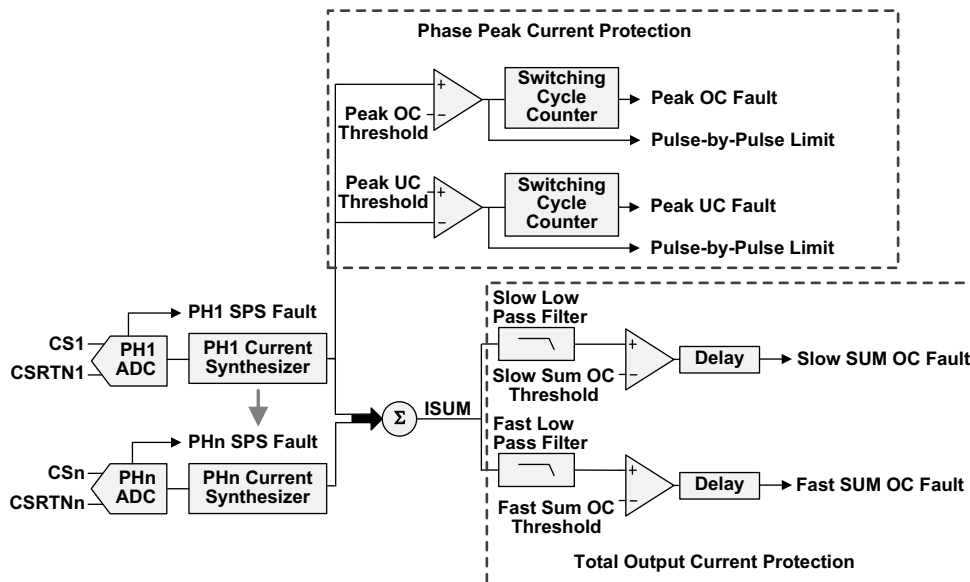 Phase Peak Current Protection
+
Peak OC
Threshold
−
Switching
Cycle
Counter
Peak OC Fault
Pulse-by-Pulse Limit
Peak UC
Threshold
+
−
Switching
Cycle
Counter
Peak UC Fault
Pulse-by-Pulse Limit
PH1 SPS Fault
CS1
CSRTN1
PH1
ADC
PH1 Current
Synthesizer
PHn SPS Fault
CSn
CSRTNn
PHn
ADC
PHn Current
Synthesizer
Σ
ISUM
Slow Low
Pass Filter
+
Slow Sum OC
Threshold
−
Delay
Slow SUM OC Fault
Fast Low
Pass Filter
+
Fast Sum OC
Threshold
−
Delay
Fast SUM OC Fault
Total Output Current Protection